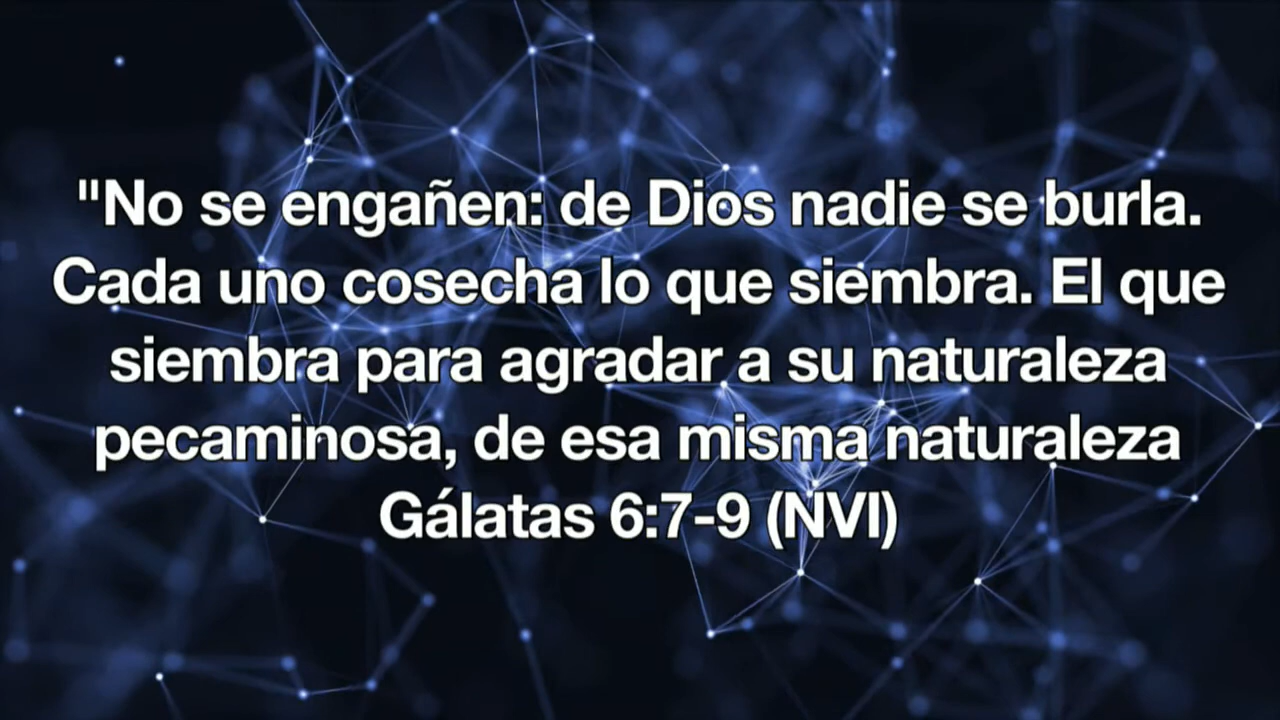 "No se engañen: de Dios nadie se burla.
Cada uno cosecha lo que siembra. El que
siembra para agradar a su naturaleza
pecaminosa, de esa misma naturaleza
Gálatas 6:7-9 (NVI)